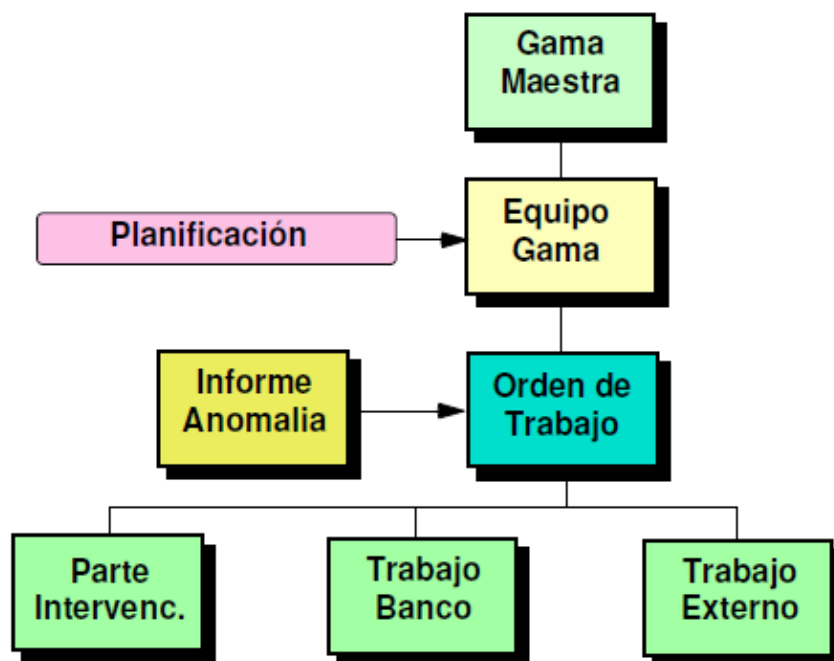 Gama
Maestra
Planificación
Equipo
Gama
Informe
Anomalia
Orden de
Trabajo
Parte
Intervenc.
Trabajo
Banco
Trabajo
Externo